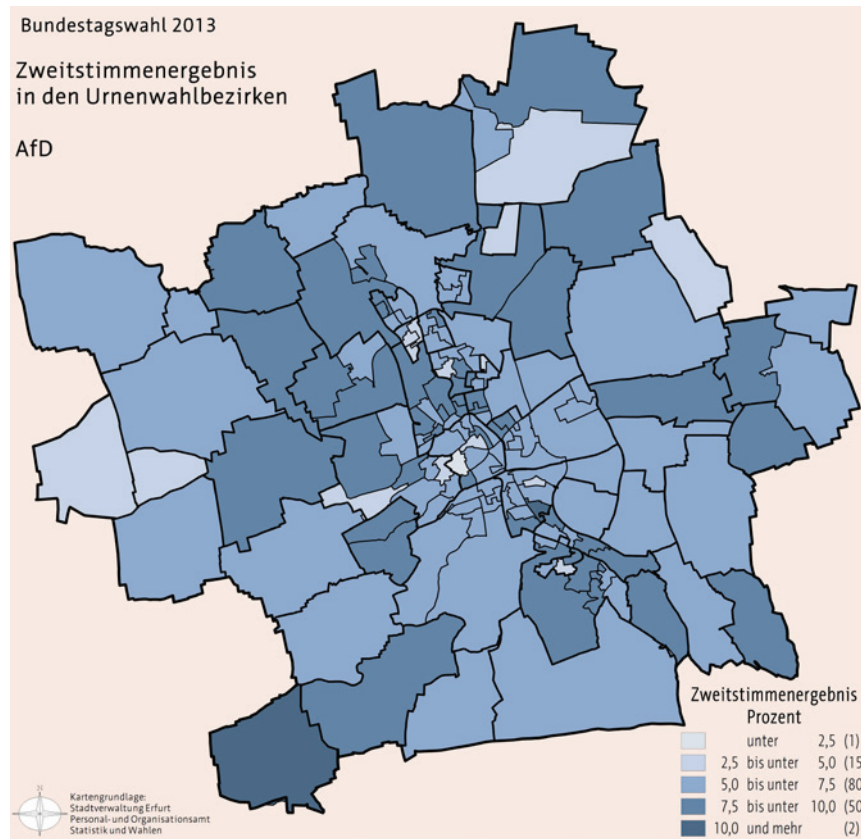 Bundestagswahl 2013
Zweitstimmenergebnis
in den Urnenwahlbezirken
AfD
Zweitstimmenergebnis
Prozent
unter 2,5 (1)
2,5 bis unter 5,0 (15
5,0 bis unter 7,5 (80
7,5 bis unter 10,0 (50
10,0 und mehr (2)
N
Kartengrundlage:
Stadtverwaltung Erfurt
Personal- und Organisationsamt
Statistik und Wahlen